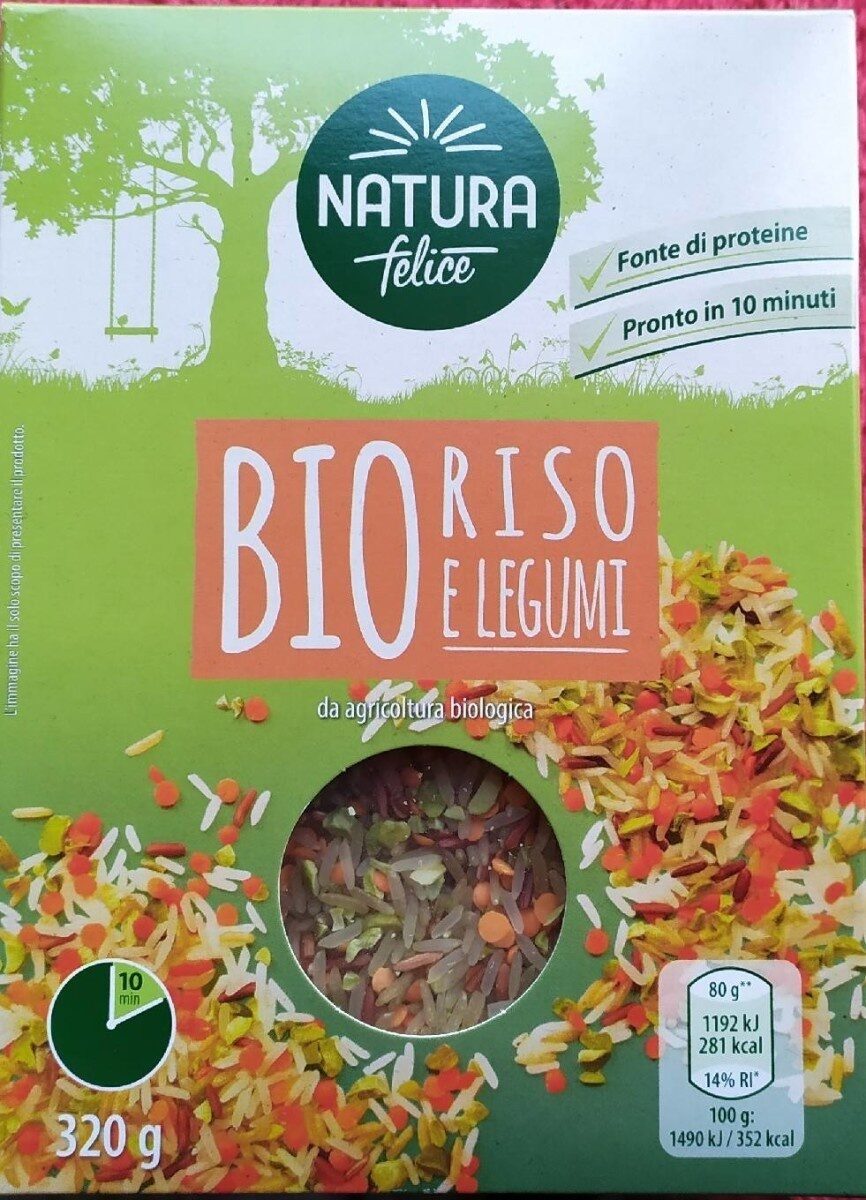 NATURA
felice
Fonte di proteine
Pronto in 10 minuti
BIO RISO
E LEGUMI
da agricoltura biologica
L'immagine ha il solo scopo di presentare il prodotto.
10
min
320 g
80 g**
1192 kJ
281 kcal
14% RI*
100 g:
1490 kJ / 352 kcal